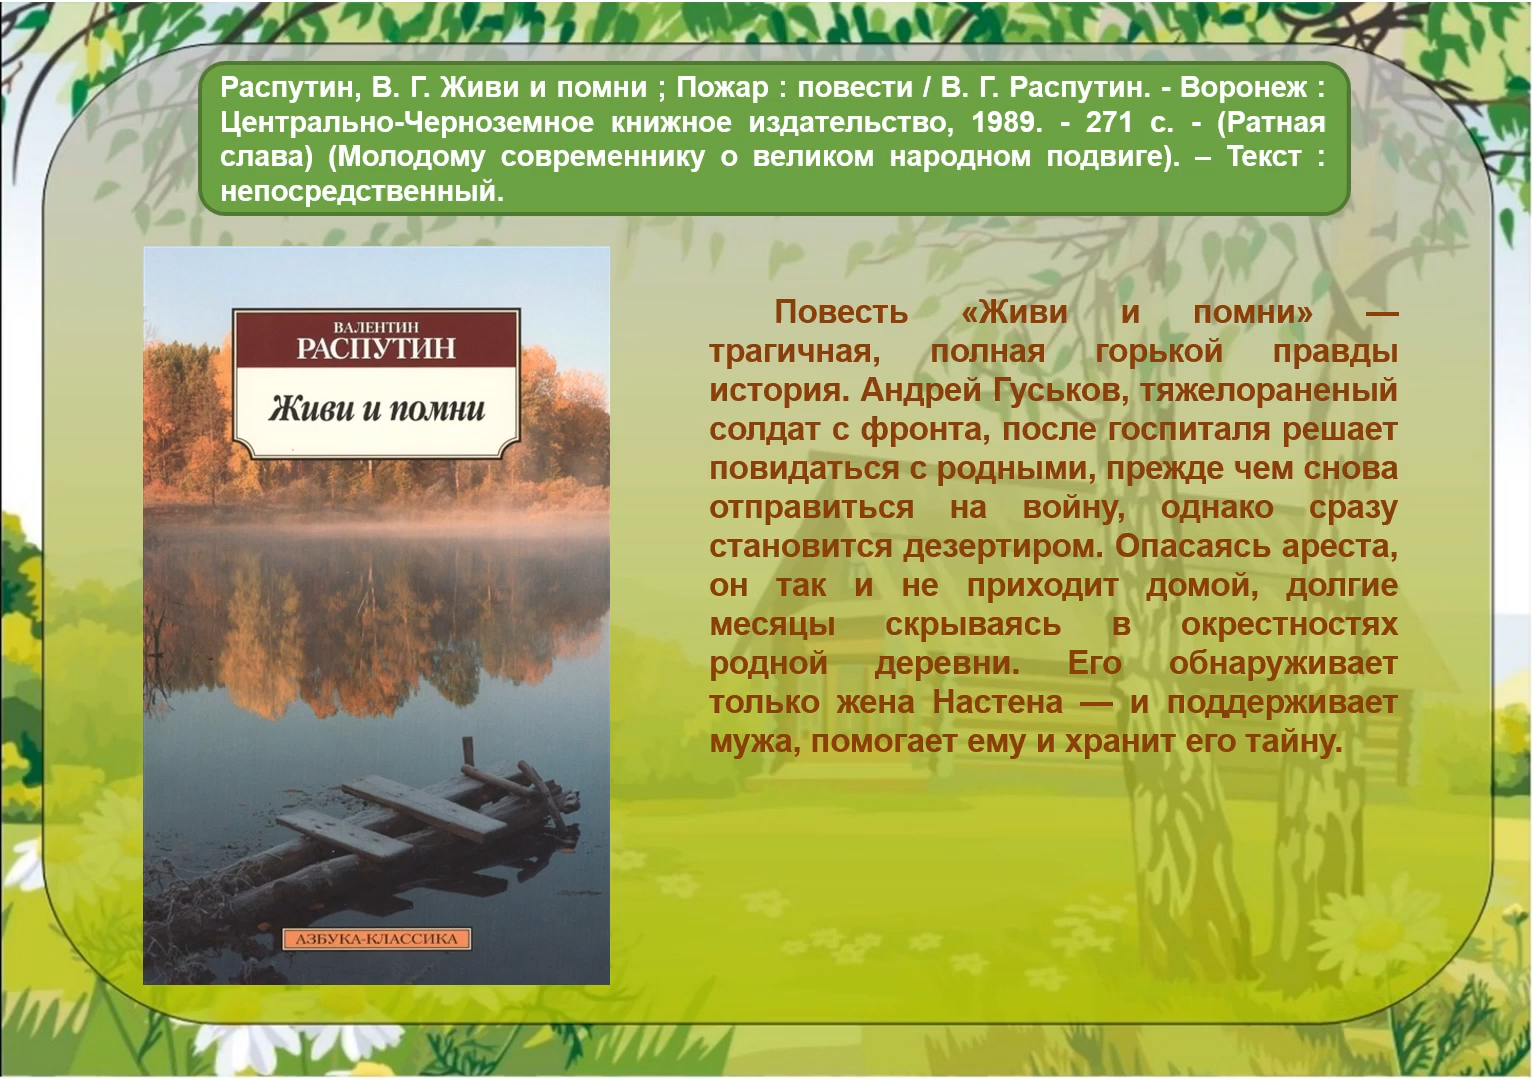 Распутин, В. Г. Живи и помни ; Пожар : повести / В. Г. Распутин. - Воронеж :
Центрально-Черноземное книжное издательство, 1989. - 271 с. - (Ратная
слава) (Молодому современнику о великом народном подвиге). – Текст :
непосредственный.
ВАЛЕНТИН
РАСПУТИН
Живи и помни
АЗБУКА-КЛАССИКА
Повесть «Живи и помни» —
трагичная, полная горькой правды
история. Андрей Гуськов, тяжелораненый
солдат с фронта, после госпиталя решает
повидаться с родными, прежде чем снова
отправиться на войну, однако сразу
становится дезертиром. Опасаясь ареста,
он так и не приходит домой, долгие
месяцы скрываясь в окрестностях
родной деревни. Его обнаруживает
только жена Настена — и поддерживает
мужа, помогает ему и хранит его тайну.